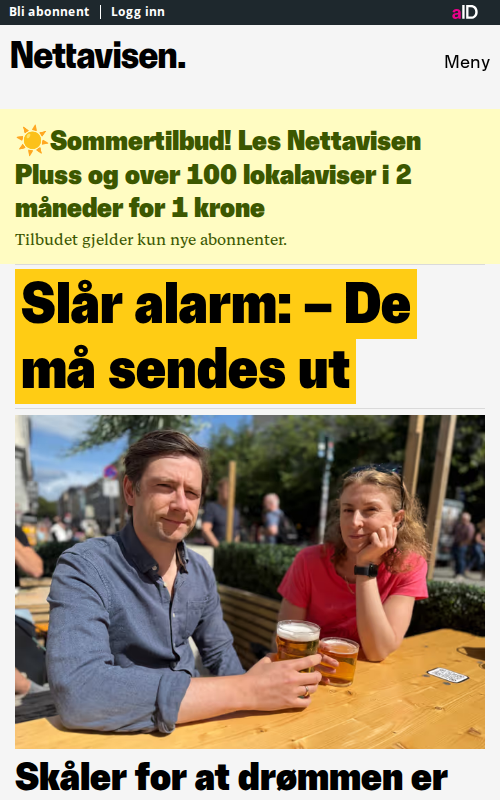 Bli abonnent Logg inn aID
Nettavisen.
Meny
☀️Sommertilbud! Les Nettavisen
Pluss og over 100 lokalaviser i 2
måneder for 1 krone
Tilbudet gjelder kun nye abonnenter.
Slår alarm: – De
må sendes ut
Skåler for at drømmen er